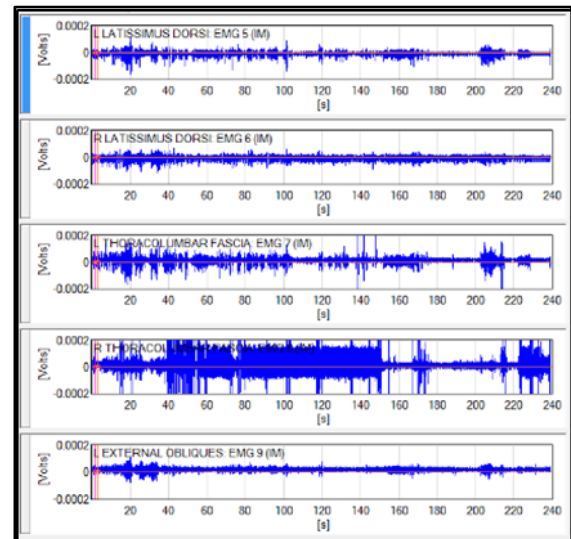 L LATISSIMUS DORSI: EMG 5 (IM)
[Volts]
0.0002
0
-0.0002
20 40 60 80 100 120 140 160 180 200 220 240
[s]
R LATISSIMUS DORSI: EMG 6 (IM)
[Volts]
0.0002
0
-0.0002
20 40 60 80 100 120 140 160 180 200 220 240
[s]
L THORACOLUMBAR FASCIA: EMG 7 (IM)
[Volts]
0.0002
0
-0.0002
20 40 60 80 100 120 140 160 180 200 220 240
[s]
R THORACOLUMBAR FASCIA: EMG
[Volts]
0.0002
0
-0.0002
20 40 60 80 100 120 140 160 180 200 220 240
[s]
L EXTERNAL OBLIQUES: EMG 9 (IM)
[Volts]
0.0002
0
-0.0002
20 40 60 80 100 120 140 160 180 200 220 240
[s]